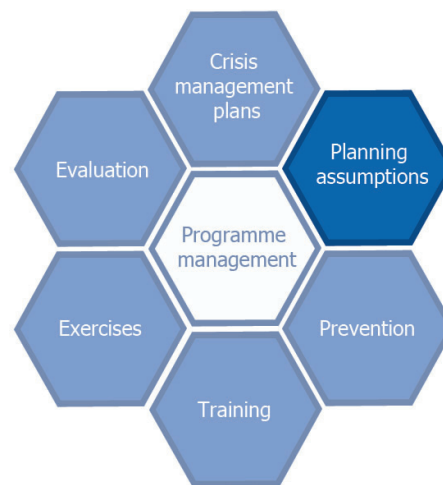 Crisis
management
plans
Planning
assumptions
Evaluation
Programme
management
Exercises
Prevention
Training